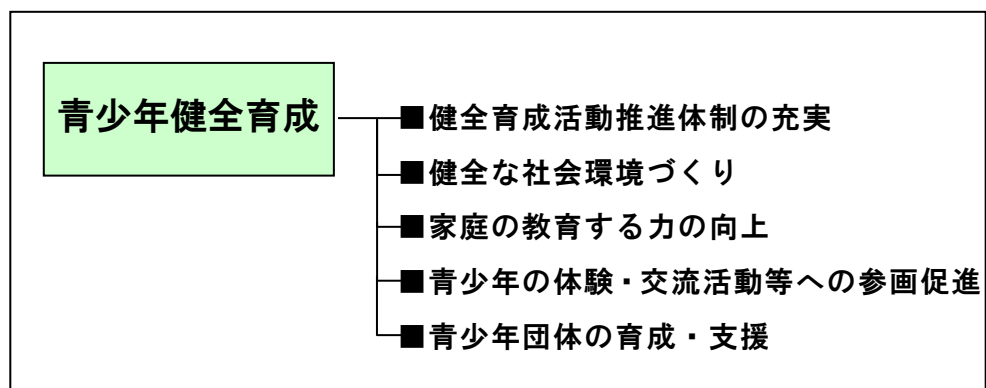 青少年健全育成
■健全育成活動推進体制の充実
■健全な社会環境づくり
■家庭の教育する力の向上
■青少年の体験・交流活動等への参画促進
■青少年団体の育成・支援